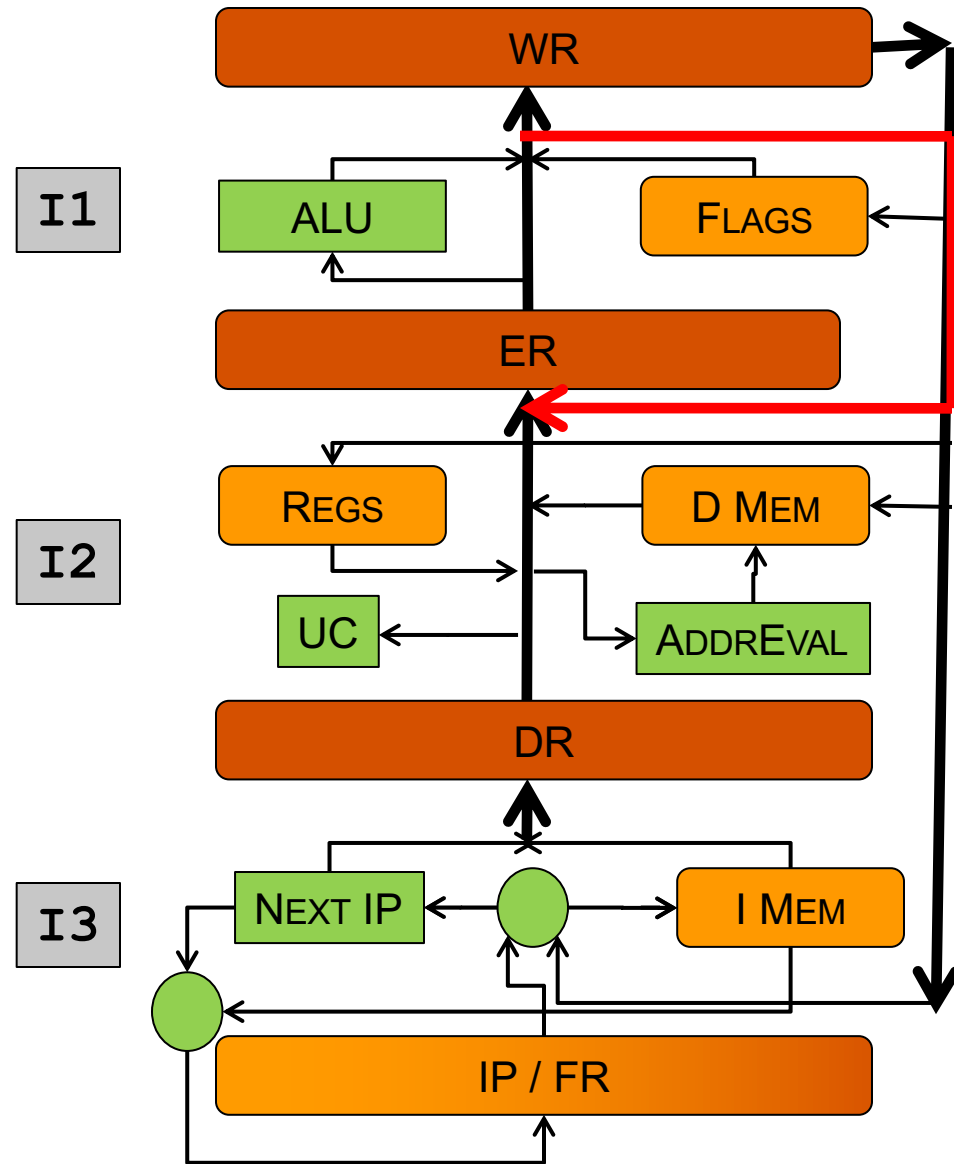 WR
I1
ALU
FLAGS
ER
REGS
D MEM
I2
UC
ADDREVAL
DR
I3
NEXT IP
I MEM
IP / FR